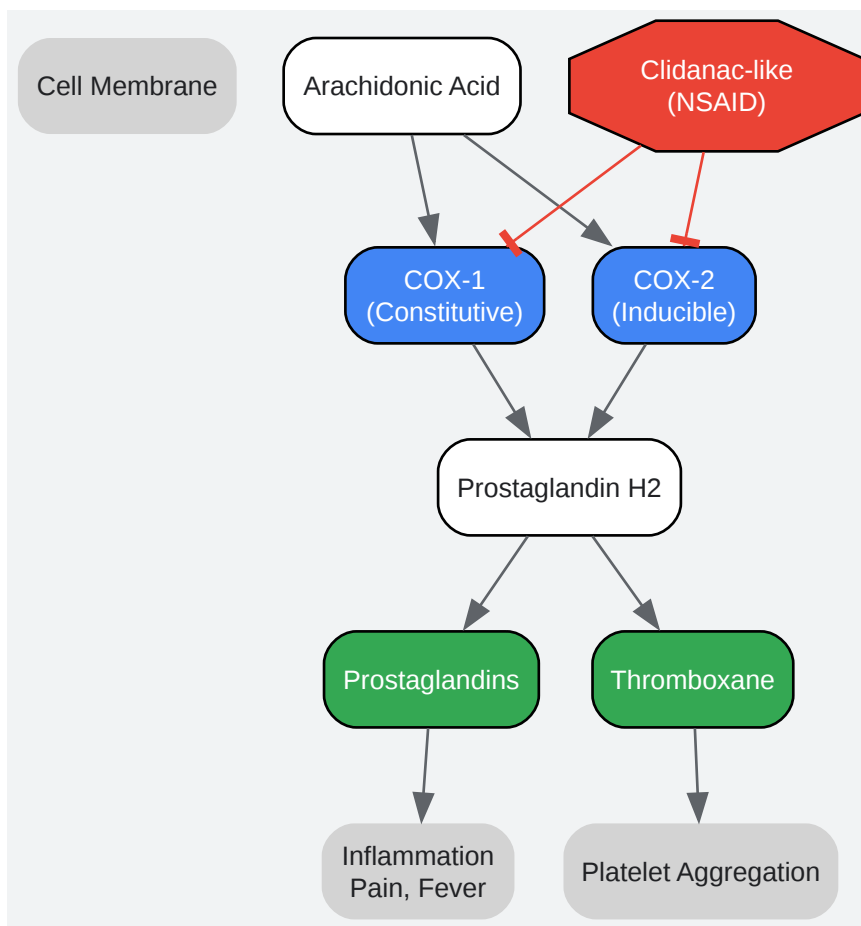 Cell Membrane
Arachidonic Acid
Clidanac-like
(NSAID)
COX-1
(Constitutive)
COX-2
(Inducible)
Prostaglandin H2
Prostaglandins
Thromboxane
Inflammation
Pain, Fever
Platelet Aggregation